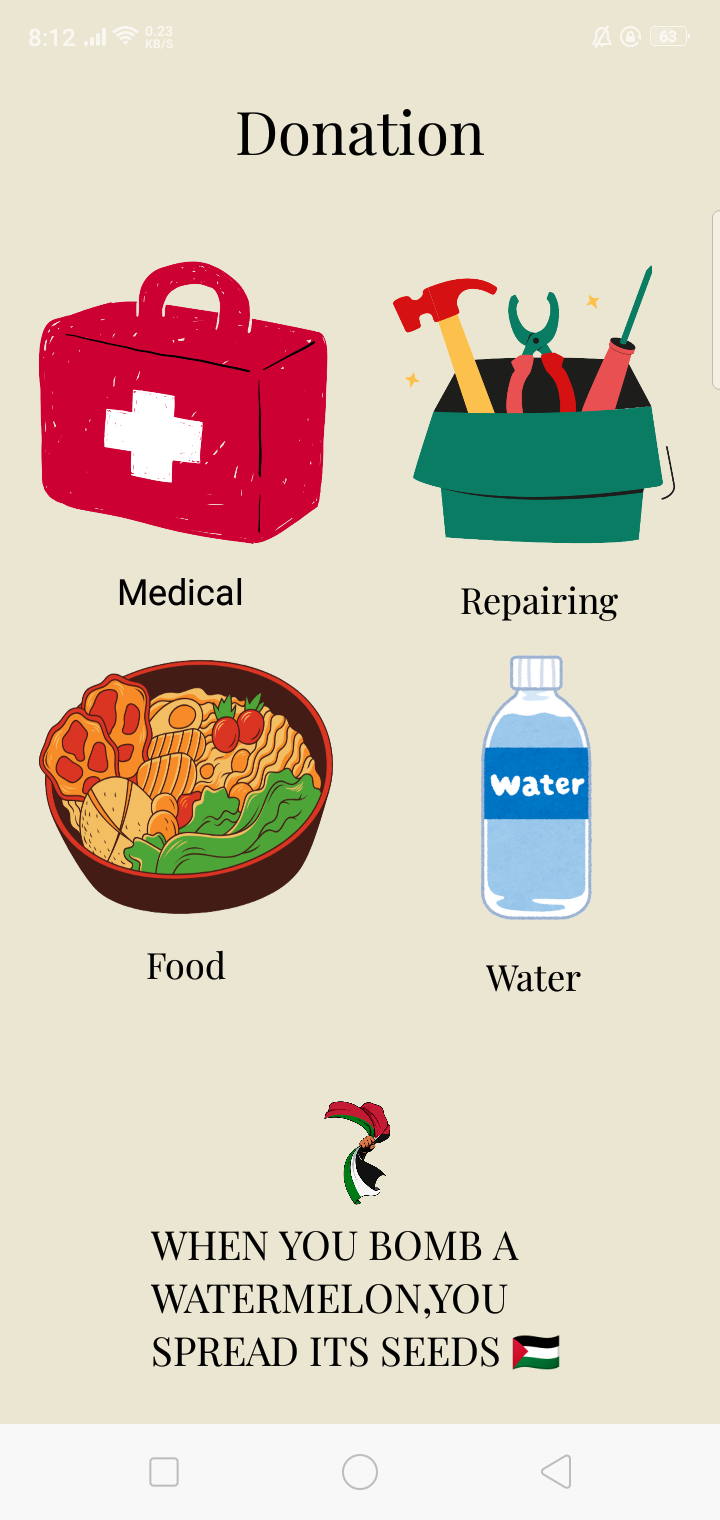 8:12 0.23 KB/S 63
Donation
Medical
Repairing
Water
Food
Water
WHEN YOU BOMB A
WATERMELON,YOU
SPREAD ITS SEEDS 🇵🇸